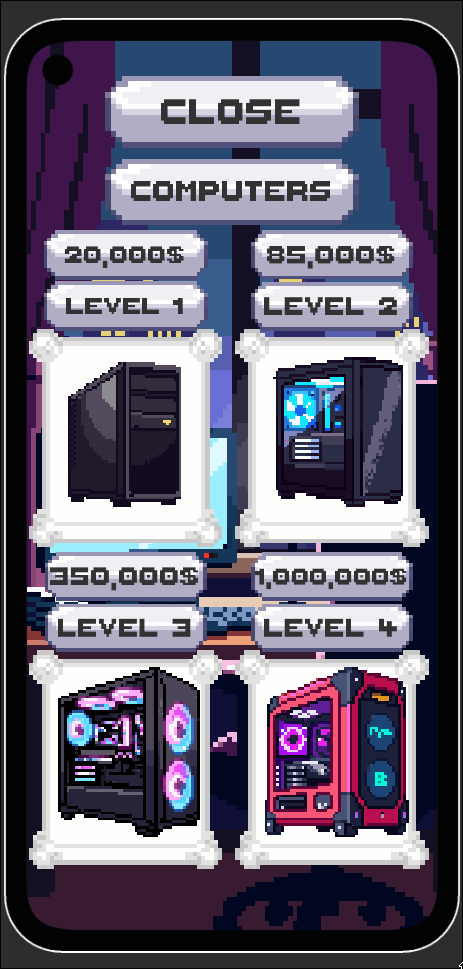 CLOSE
COMPUTERS
20,000$ 85,000$
LEVEL 1 LEVEL 2
350,000$ 1,000,000$
LEVEL 3 LEVEL 4
B